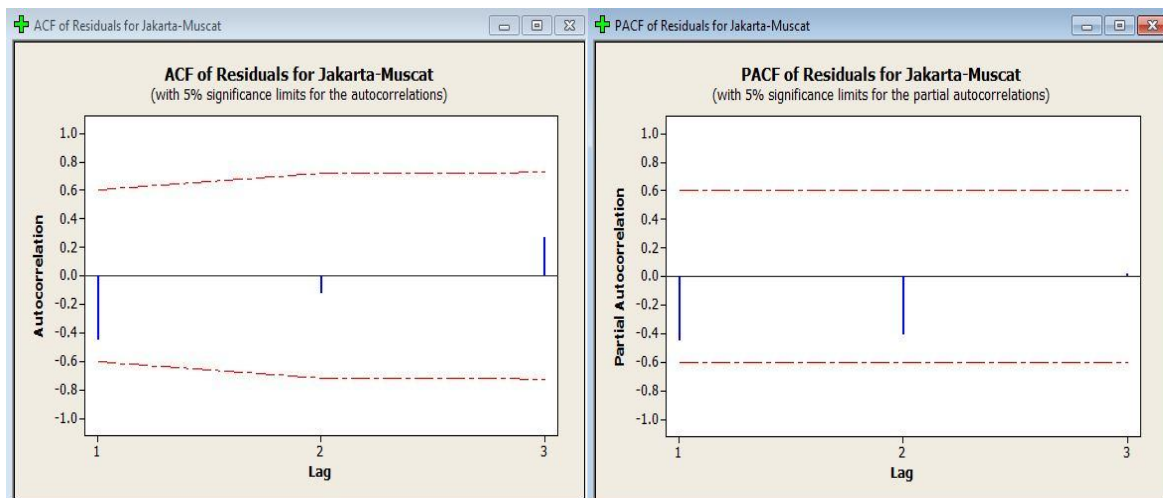 ACF of Residuals for Jakarta-Muscat
ACF of Residuals for Jakarta-Muscat
(with 5% significance limits for the autocorrelations)
Autocorrelation
1.0
0.8
0.6
0.4
0.2
0.0
-0.2
-0.4
-0.6
-0.8
-1.0
1 2 3
Lag
PACF of Residuals for Jakarta-Muscat
PACF of Residuals for Jakarta-Muscat
(with 5% significance limits for the partial autocorrelations)
Partial Autocorrelation
1.0
0.8
0.6
0.4
0.2
0.0
-0.2
-0.4
-0.6
-0.8
-1.0
1 2 3
Lag